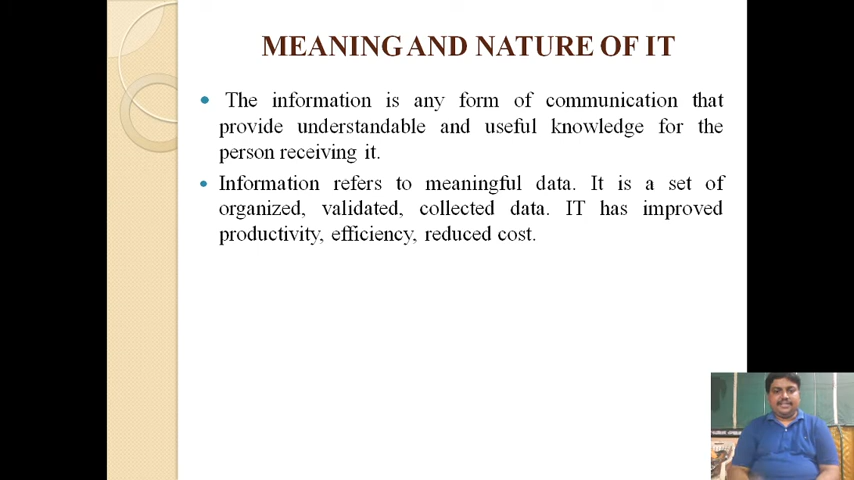 MEANING AND NATURE OF IT
• The information is any form of communication that
provide understandable and useful knowledge for the
person receiving it.
• Information refers to meaningful data. It is a set of
organized, validated, collected data. IT has improved
productivity, efficiency, reduced cost.